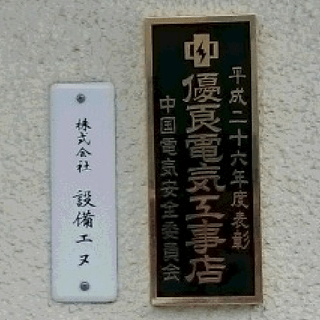 平成二十六年度表彰
優良電気工事店
中国電気安全委員会
株式会社 設備エヌ